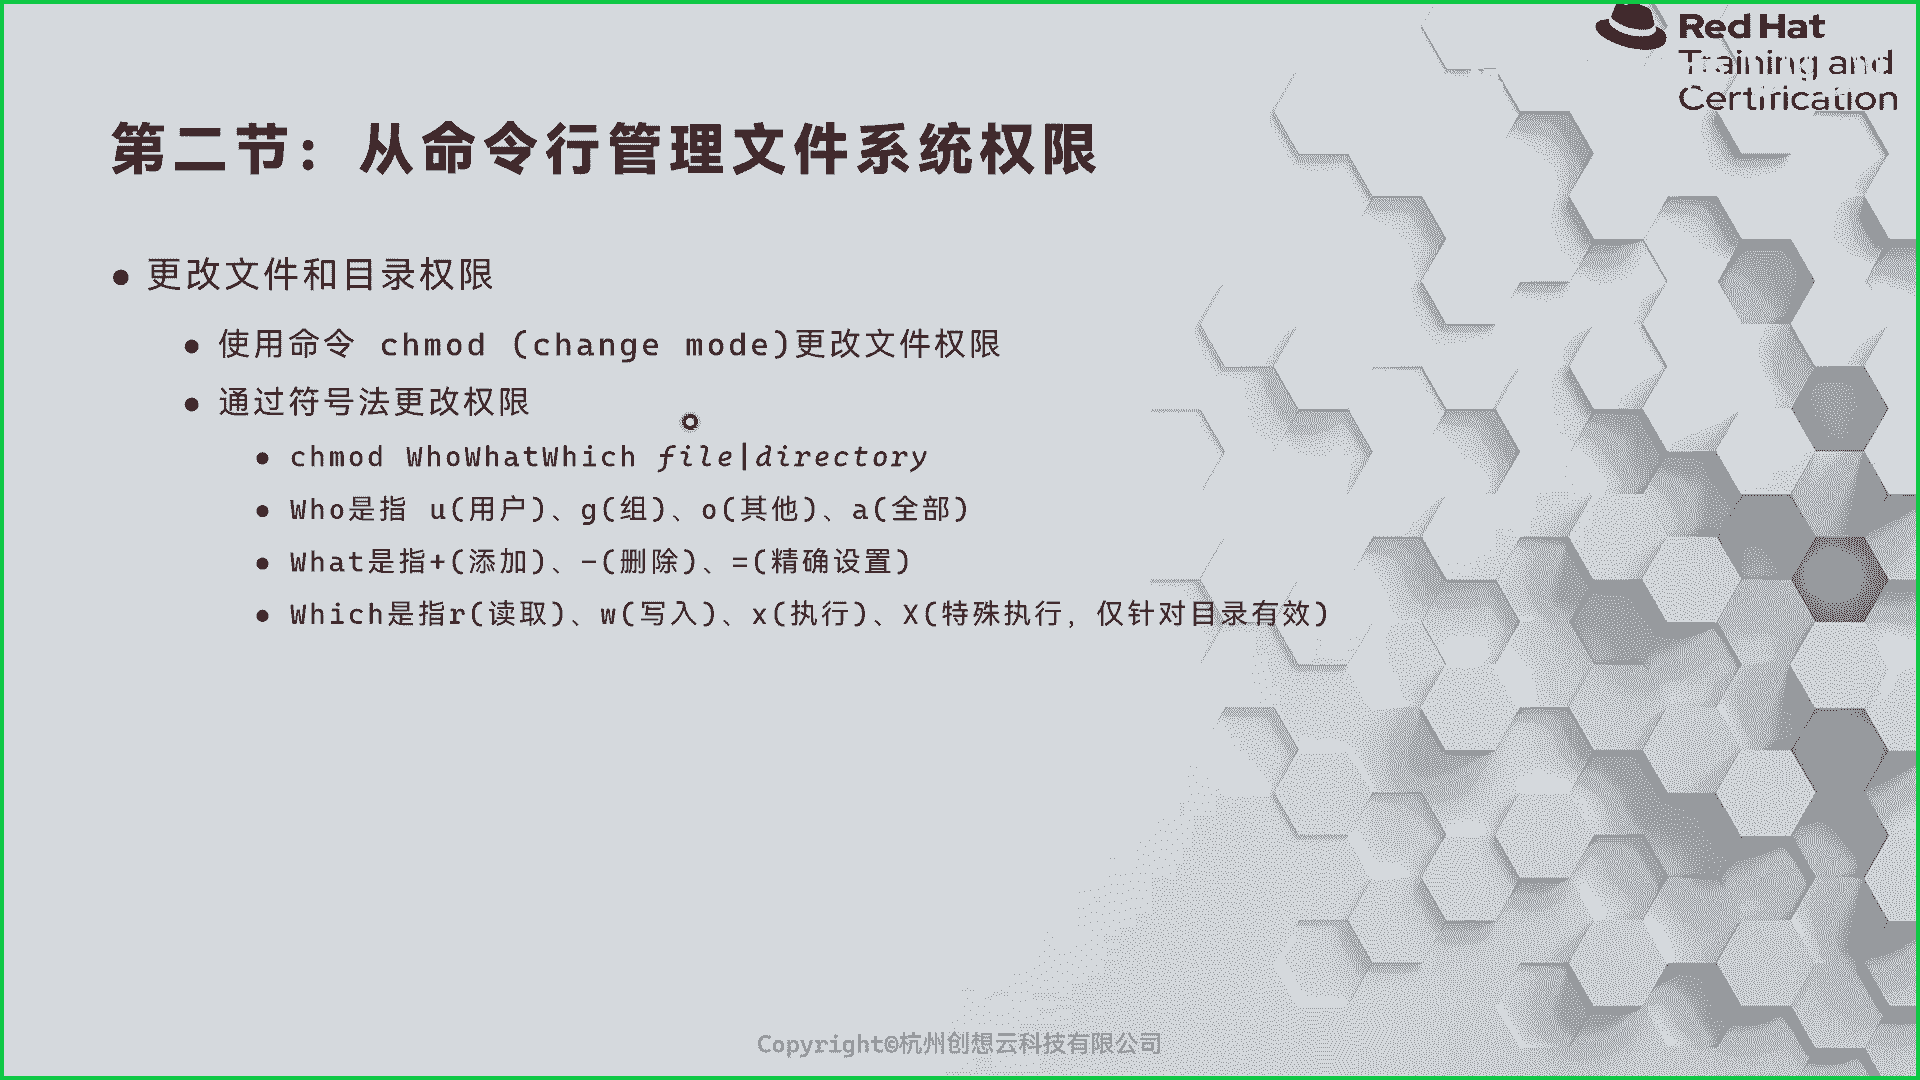 Red Hat
Training and
Certification
第二节：从命令行管理文件系统权限
● 更改文件和目录权限
● 使用命令 chmod (change mode)更改文件权限
● 通过符号法更改权限
● chmod WhoWhatWhich file|directory
● Who是指 u(用户)、g(组)、o(其他)、a(全部)
● What是指+(添加)、-(删除)、=(精确设置)
● Which是指r(读取)、w(写入)、x(执行)、X(特殊执行，仅针对目录有效)
Copyright©杭州创想云科技有限公司